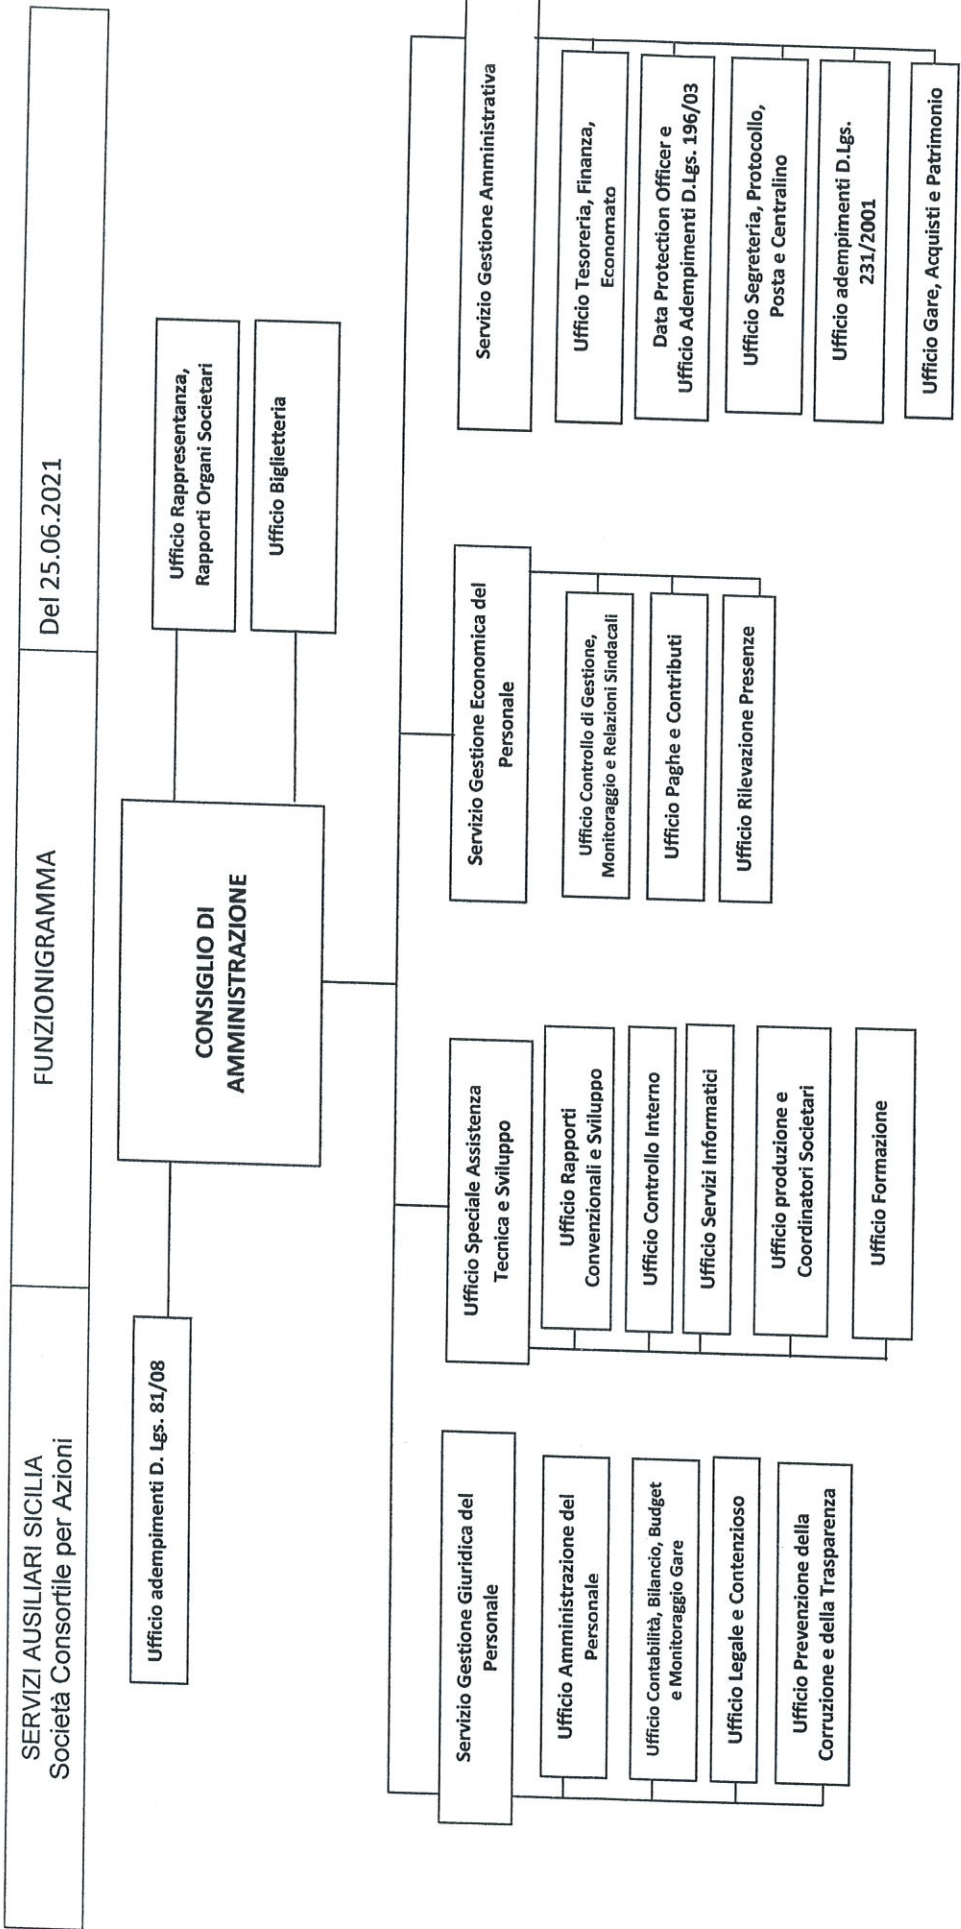 SERVIZI AUSILIARI SICILIA
Società Consortile per Azioni
FUNZIONIGRAMMA
Del 25.06.2021
Ufficio adempimenti D. Lgs. 81/08
CONSIGLIO DI
AMMINISTRAZIONE
Ufficio Rappresentanza,
Rapporti Organi Societari
Ufficio Biglietteria
Servizio Gestione Giuridica del
Personale
Ufficio Amministrazione del
Personale
Ufficio Contabilità, Bilancio, Budget
e Monitoraggio Gare
Ufficio Legale e Contenzioso
Ufficio Prevenzione della
Corruzione e della Trasparenza
Ufficio Speciale Assistenza
Tecnica e Sviluppo
Ufficio Rapporti
Convenzionali e Sviluppo
Ufficio Controllo Interno
Ufficio Servizi Informatici
Ufficio produzione e
Coordinatori Societari
Ufficio Formazione
Servizio Gestione Economica del
Personale
Ufficio Controllo di Gestione,
Monitoraggio e Relazioni Sindacali
Ufficio Paghe e Contributi
Ufficio Rilevazione Presenze
Servizio Gestione Amministrativa
Ufficio Tesoreria, Finanza,
Economato
Data Protection Officer e
Ufficio Adempimenti D.Lgs. 196/03
Ufficio Segreteria, Protocollo,
Posta e Centralino
Ufficio adempimenti D.Lgs.
231/2001
Ufficio Gare, Acquisti e Patrimonio